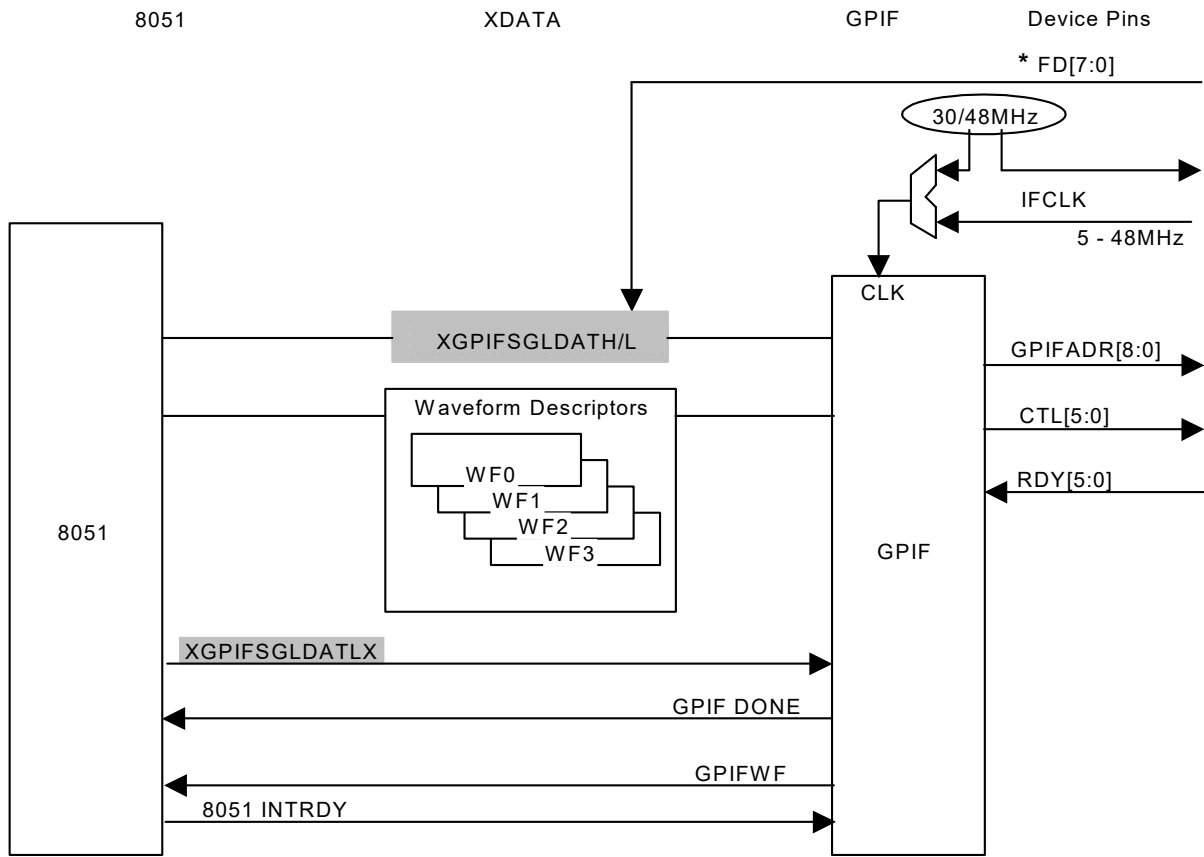 8051 XDATA GPIF Device Pins
* FD[7:0]
30/48MHz
IFCLK
5 - 48MHz
CLK
XGPIFSGLDATH/L
GPIFADR[8:0]
Waveform Descriptors
CTL[5:0]
WF0
RDY[5:0]
WF1
WF2
8051
WF3
GPIF
XGPIFSGLDATLX
GPIF DONE
GPIFWF
8051 INTRDY